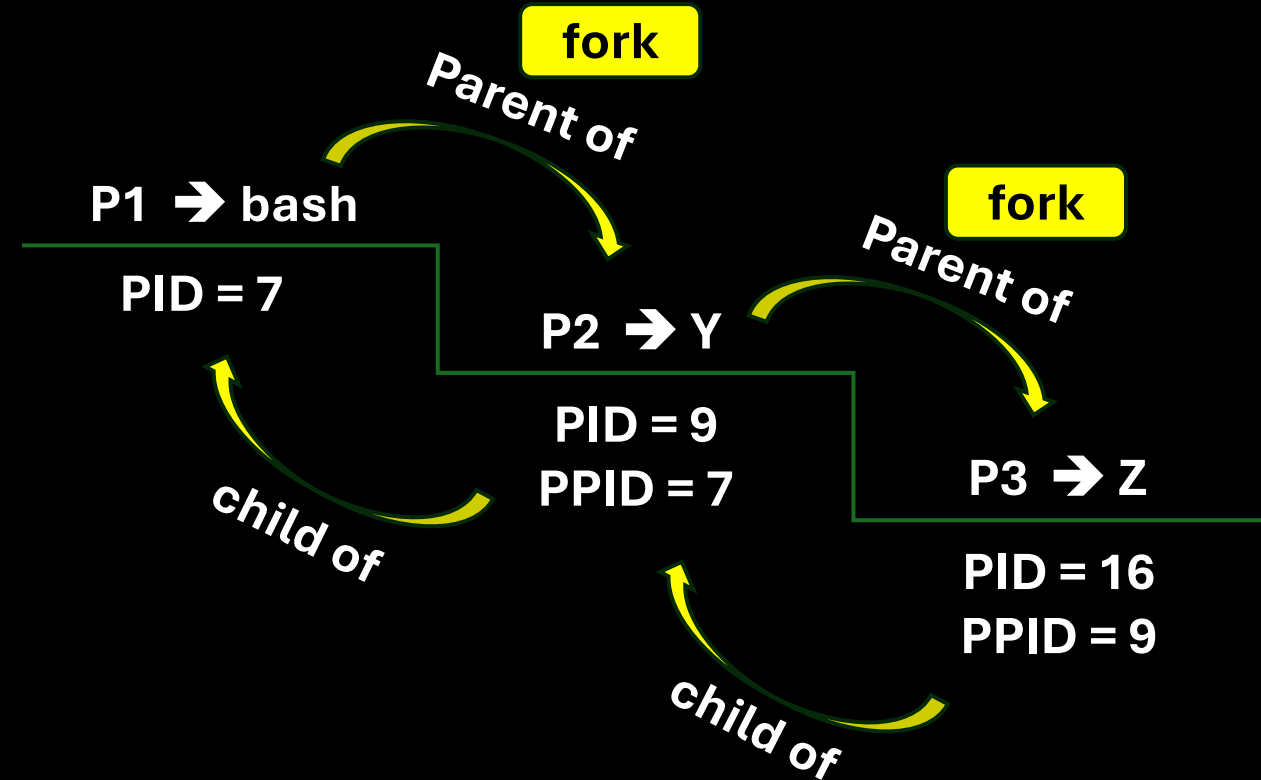 fork
Parent of
P1 🡺 bash
PID = 7
fork
Parent of
P2 🡺 Y
PID = 9
PPID = 7
child of
P3 🡺 Z
PID = 16
PPID = 9
child of